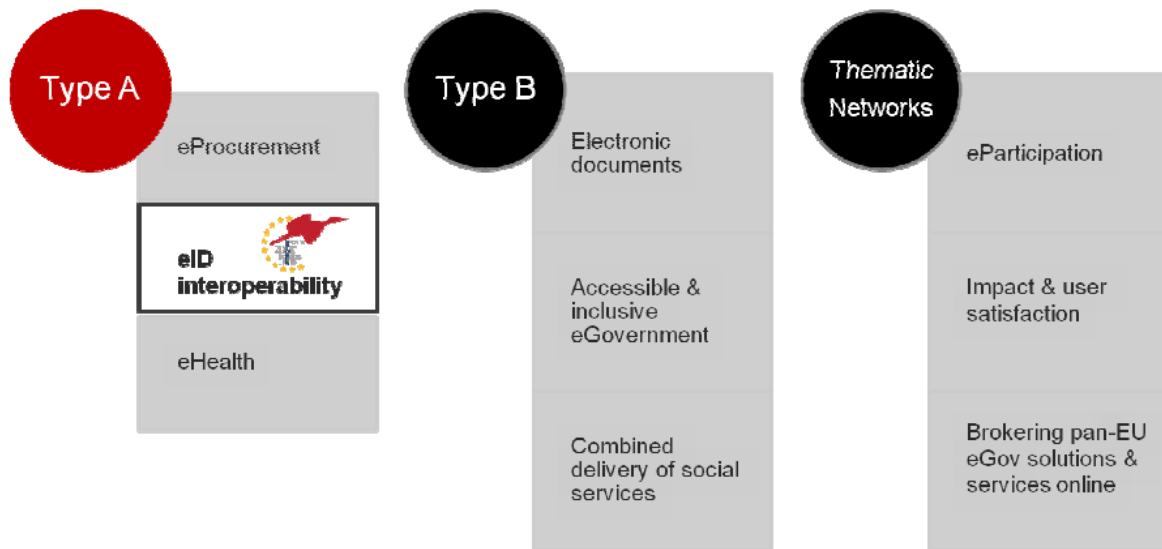 Type A
eProcurement
eID
interoperability
eHealth
Type B
Electronic
documents
Accessible &
inclusive
eGovernment
Combined
delivery of social
services
Thematic
Networks
eParticipation
Impact & user
satisfaction
Brokering pan-EU
eGov solutions &
services online